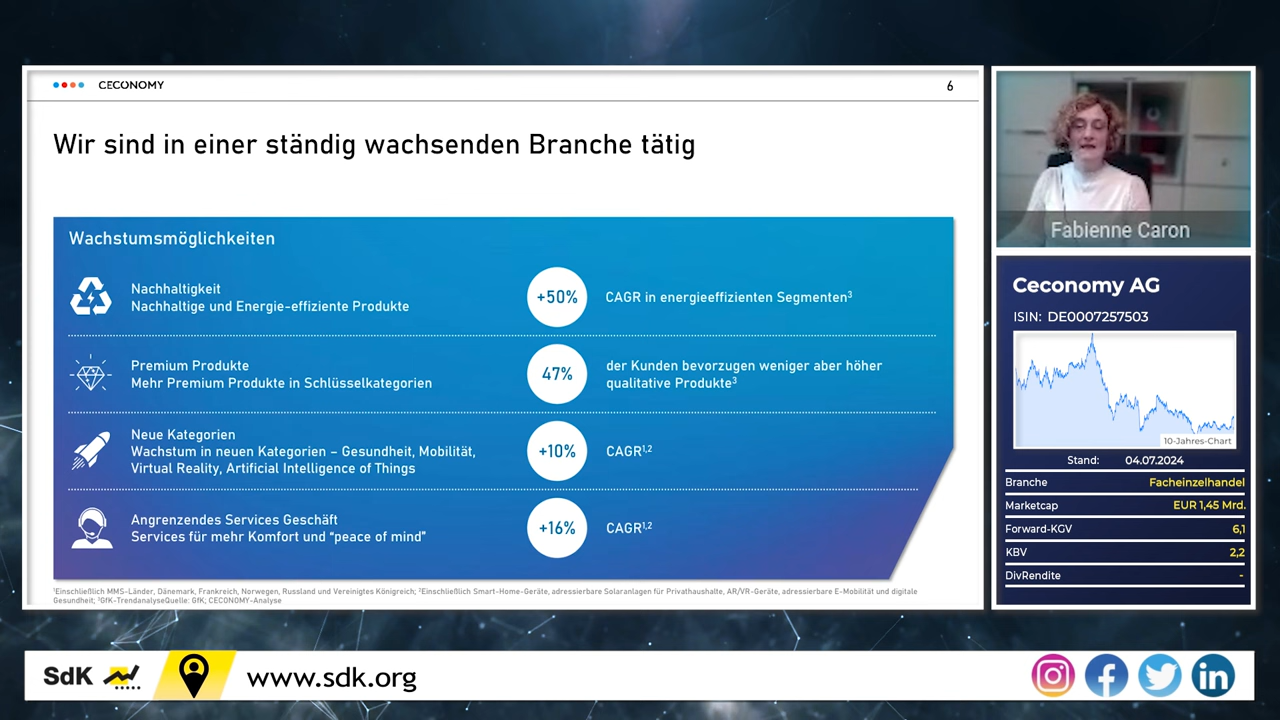 CECONOMY
6
Wir sind in einer ständig wachsenden Branche tätig
Wachstumsmöglichkeiten
Nachhaltigkeit
Nachhaltige und Energie-effiziente Produkte
+50%
CAGR in energieeffizienten Segmenten³
Premium Produkte
Mehr Premium Produkte in Schlüsselkategorien
47%
der Kunden bevorzugen weniger aber höher
qualitative Produkte³
Neue Kategorien
Wachstum in neuen Kategorien – Gesundheit, Mobilität,
Virtual Reality, Artificial Intelligence of Things
+10%
CAGR¹,²
Angrenzendes Services Geschäft
Services für mehr Komfort und “peace of mind”
+16%
CAGR¹,²
¹Einschließlich MMS-Länder, Dänemark, Frankreich, Norwegen, Russland und Vereinigtes Königreich; ²Einschließlich Smart-Home-Geräte, adressierbare Solaranlagen für Privathaushalte, AR/VR-Geräte, adressierbare E-Mobilität und digitale
Gesundheit; ³GfK-TrendanalyseQuelle: GfK; CECONOMY-Analyse
Fabienne Caron
Ceconomy AG
ISIN: DE0007257503
10-Jahres-Chart
Stand: 04.07.2024
Branche Facheinzelhandel
Marketcap EUR 1,45 Mrd.
Forward-KGV 6,1
KBV 2,2
DivRendite -
SdK
www.sdk.org